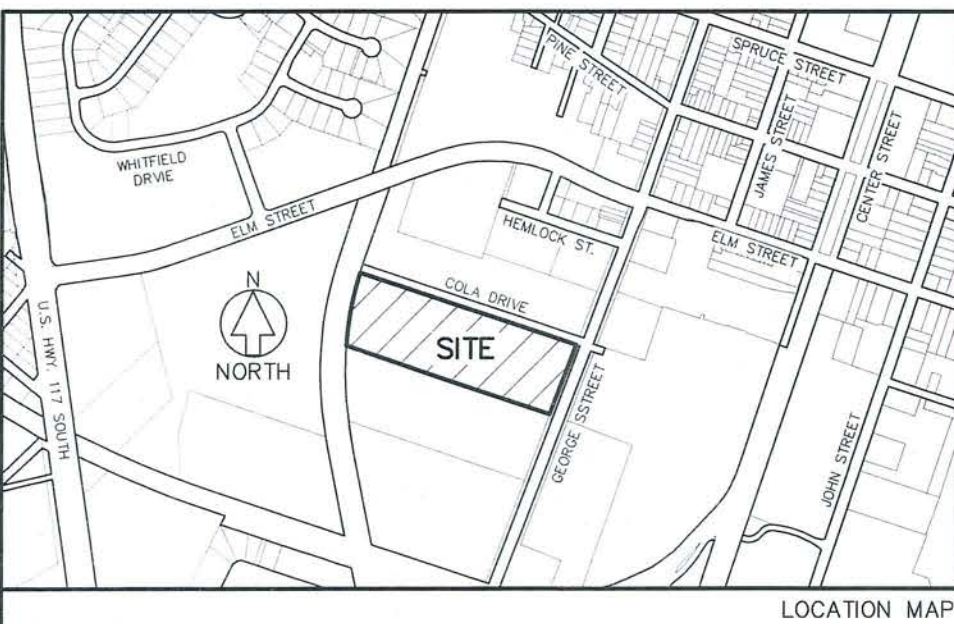 PINE STREET
SPRUCE STREET
WHITFIELD
DRVIE
JAMES STREET
CENTER STREET
ELM STREET
HEMLOCK ST.
ELM STREET
N
NORTH
COLA DRIVE
SITE
U.S. HWY. 117 SOUTH
GEORGE SSTREET
JOHN STREET
LOCATION MAP